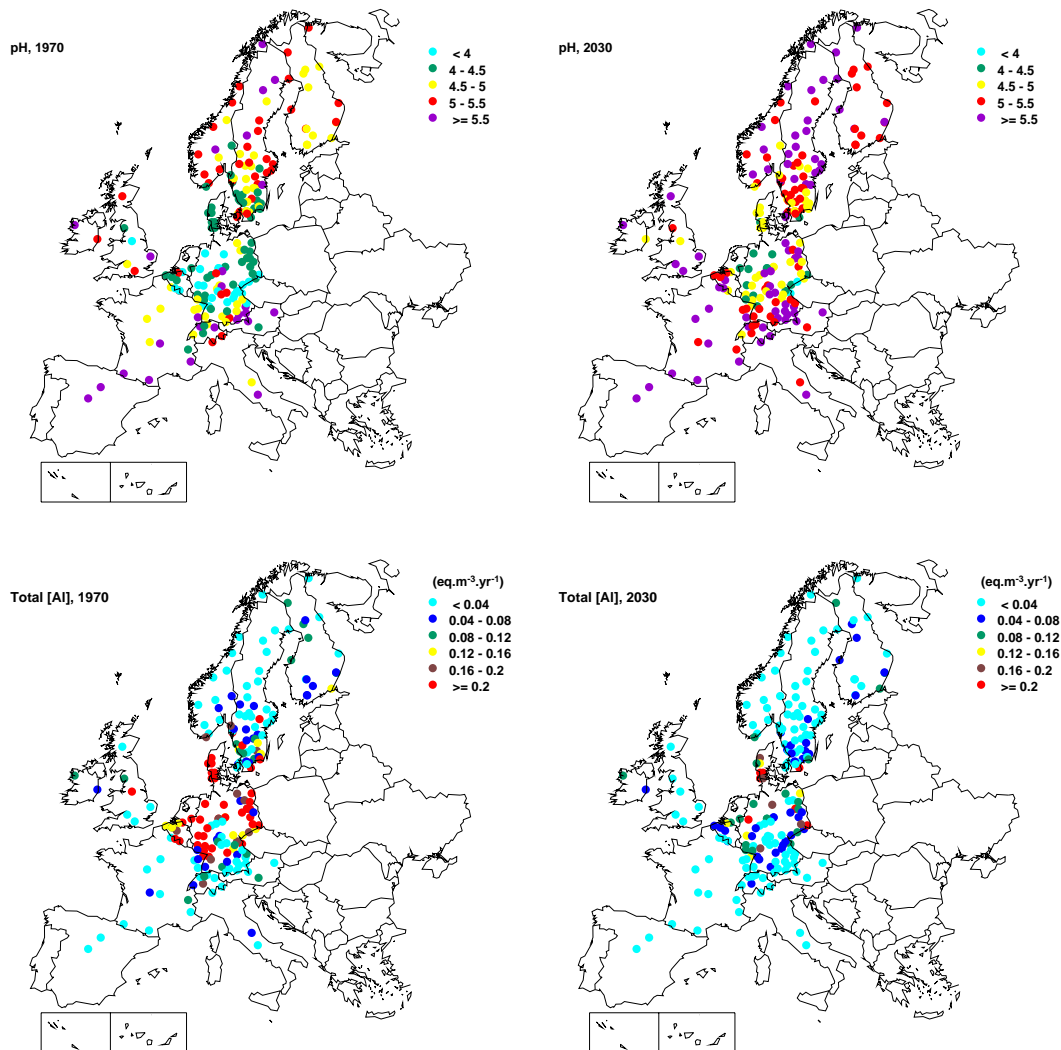 pH, 1970
< 4
4 - 4.5
4.5 - 5
5 - 5.5
>= 5.5
pH, 2030
< 4
4 - 4.5
4.5 - 5
5 - 5.5
>= 5.5
Total [Al], 1970
(eq.m⁻³.yr⁻¹)
< 0.04
0.04 - 0.08
0.08 - 0.12
0.12 - 0.16
0.16 - 0.2
>= 0.2
Total [Al], 2030
(eq.m⁻³.yr⁻¹)
< 0.04
0.04 - 0.08
0.08 - 0.12
0.12 - 0.16
0.16 - 0.2
>= 0.2